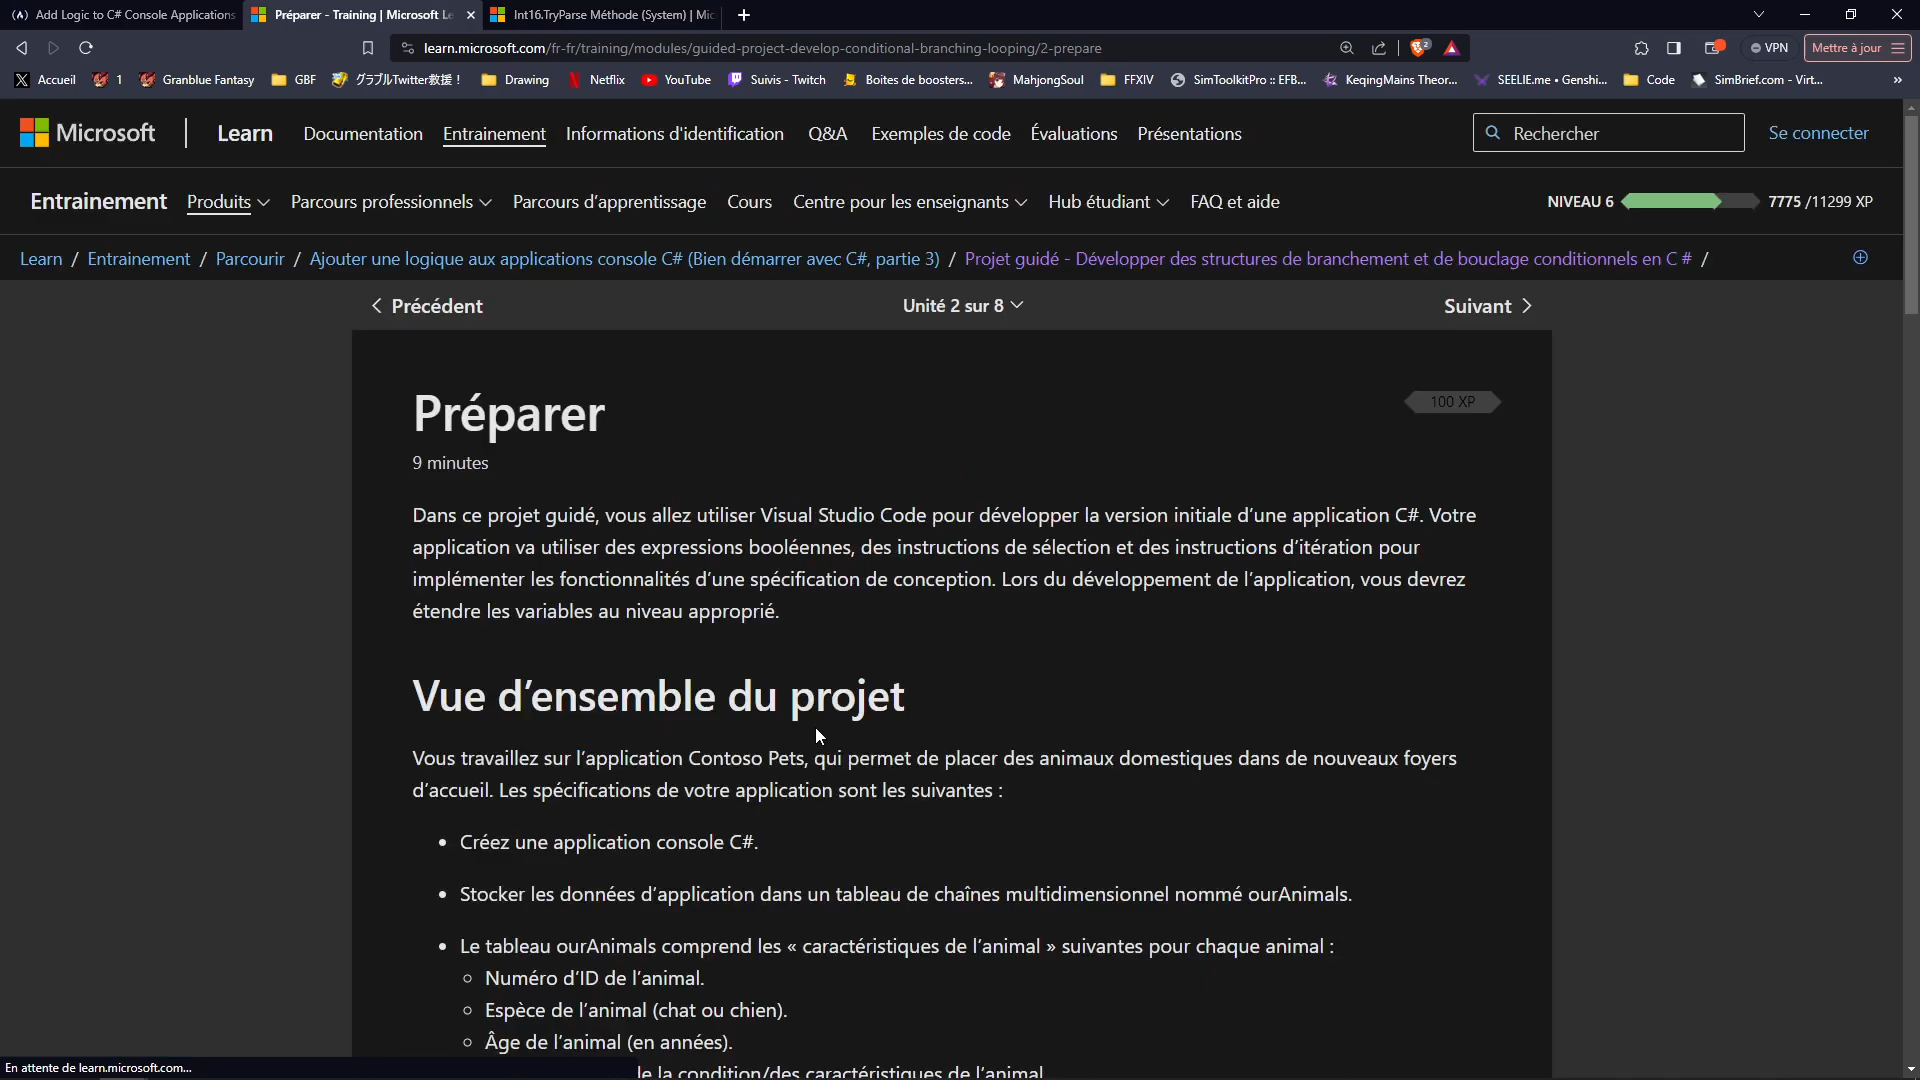 Add Logic to C# Console Applications
Préparer - Training | Microsoft Le
Int16.TryParse Méthode (System) | Mic
learn.microsoft.com/fr-fr/training/modules/guided-project-develop-conditional-branching-looping/2-prepare
2
VPN
Mettre à jour
Accueil
1
Granblue Fantasy
GBF
グラブルTwitter救援！
Drawing
Netflix
YouTube
Suivis - Twitch
Boites de boosters...
MahjongSoul
FFXIV
SimToolkitPro :: EFB...
KeqingMains Theor...
SEELIE.me • Genshi...
Code
SimBrief.com - Virt...
»
Microsoft
Learn
Documentation
Entrainement
Informations d'identification
Q&A
Exemples de code
Évaluations
Présentations
Rechercher
Se connecter
Entrainement
Produits
Parcours professionnels
Parcours d'apprentissage
Cours
Centre pour les enseignants
Hub étudiant
FAQ et aide
NIVEAU 6
7775 /11299 XP
Learn / Entrainement / Parcourir / Ajouter une logique aux applications console C# (Bien démarrer avec C#, partie 3) / Projet guidé - Développer des structures de branchement et de bouclage conditionnels en C # /
Précédent
Unité 2 sur 8
Suivant
Préparer
100 XP
9 minutes
Dans ce projet guidé, vous allez utiliser Visual Studio Code pour développer la version initiale d’une application C#. Votre
application va utiliser des expressions booléennes, des instructions de sélection et des instructions d’itération pour
implémenter les fonctionnalités d’une spécification de conception. Lors du développement de l’application, vous devrez
étendre les variables au niveau approprié.
Vue d’ensemble du projet
Vous travaillez sur l’application Contoso Pets, qui permet de placer des animaux domestiques dans de nouveaux foyers
d’accueil. Les spécifications de votre application sont les suivantes :
• Créez une application console C#.
• Stocker les données d’application dans un tableau de chaînes multidimensionnel nommé ourAnimals.
• Le tableau ourAnimals comprend les « caractéristiques de l’animal » suivantes pour chaque animal :
Numéro d’ID de l’animal.
Espèce de l’animal (chat ou chien).
Âge de l’animal (en années).
le la condition/des caractéristiques de l’animal
En attente de learn.microsoft.com...